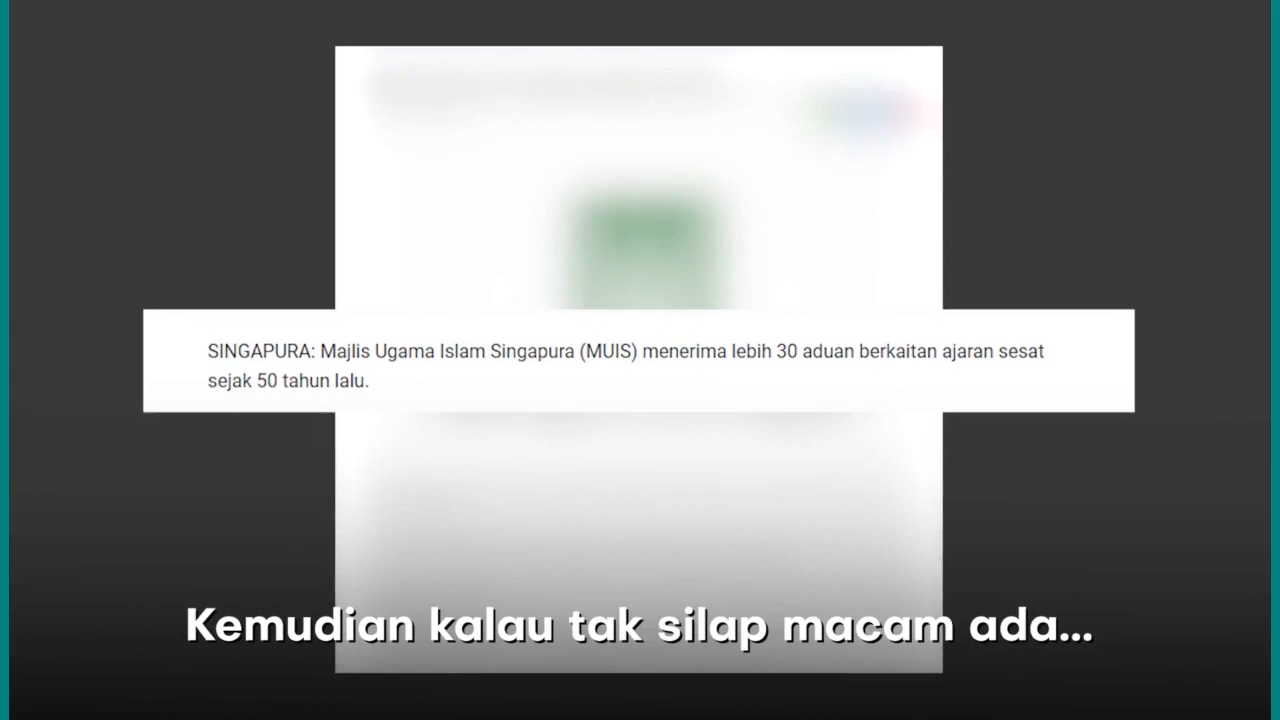 SINGAPURA: Majlis Ugama Islam Singapura (MUIS) menerima lebih 30 aduan berkaitan ajaran sesat
sejak 50 tahun lalu.
Kemudian kalau tak silap macam ada...